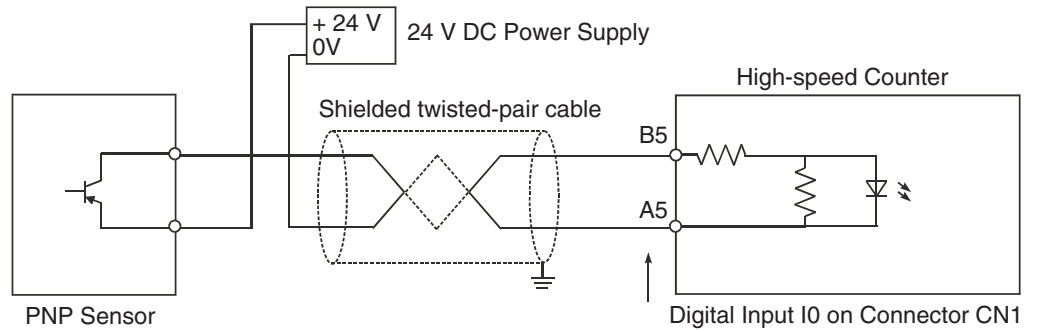 + 24 V
0V
24 V DC Power Supply
High-speed Counter
Shielded twisted-pair cable
B5
A5
PNP Sensor
Digital Input I0 on Connector CN1